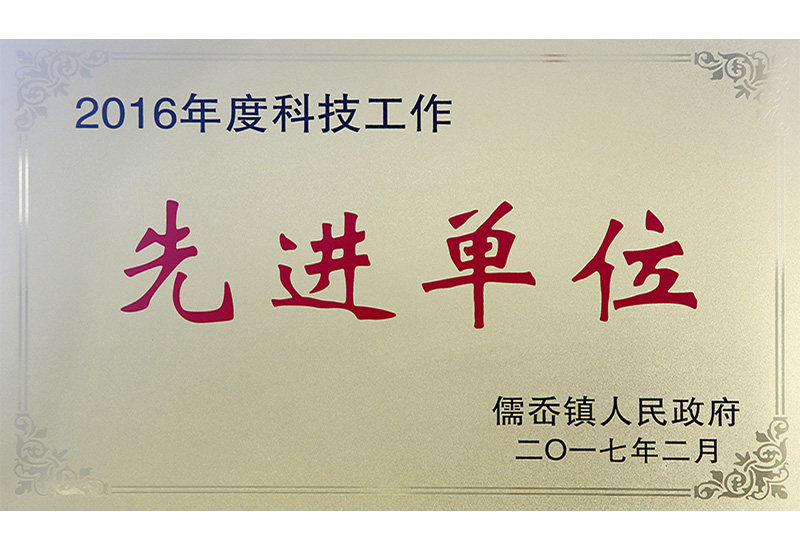 2016年度科技工作
先进单位
儒岙镇人民政府
二〇一七年二月